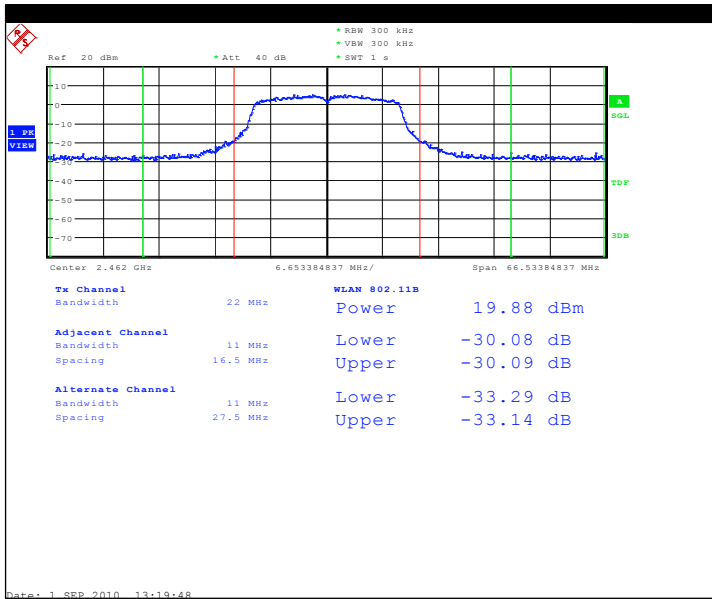 * RBW 300 kHz
* VBW 300 kHz
Ref 20 dBm * Att 40 dB * SWT 1 s
R S
10
0
-10
-20
-30
-40
-50
-60
-70
1 PK
VIEW
A
SGL
TDF
3DB
Center 2.462 GHz 6.653384837 MHz/ Span 66.53384837 MHz
Tx Channel WLAN 802.11B
Bandwidth 22 MHz Power 19.88 dBm
Adjacent Channel
Bandwidth 11 MHz Lower -30.08 dB
Spacing 16.5 MHz Upper -30.09 dB
Alternate Channel
Bandwidth 11 MHz Lower -33.29 dB
Spacing 27.5 MHz Upper -33.14 dB
Date: 1.SEP.2010 13:19:48